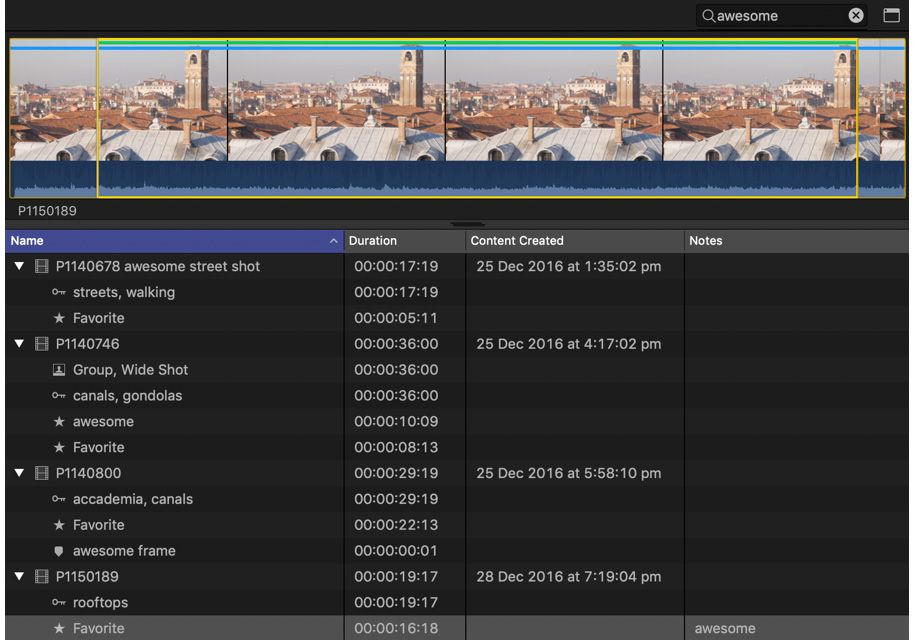 awesome
P1150189
Name Duration Content Created Notes
P1140678 awesome street shot 00:00:17:19 25 Dec 2016 at 1:35:02 pm
streets, walking 00:00:17:19
Favorite 00:00:05:11
P1140746 00:00:36:00 25 Dec 2016 at 4:17:02 pm
Group, Wide Shot 00:00:36:00
canals, gondolas 00:00:36:00
awesome 00:00:10:09
Favorite 00:00:08:13
P1140800 00:00:29:19 25 Dec 2016 at 5:58:10 pm
accademia, canals 00:00:29:19
Favorite 00:00:22:13
awesome frame 00:00:00:01
P1150189 00:00:19:17 28 Dec 2016 at 7:19:04 pm
rooftops 00:00:19:17
Favorite 00:00:16:18 awesome